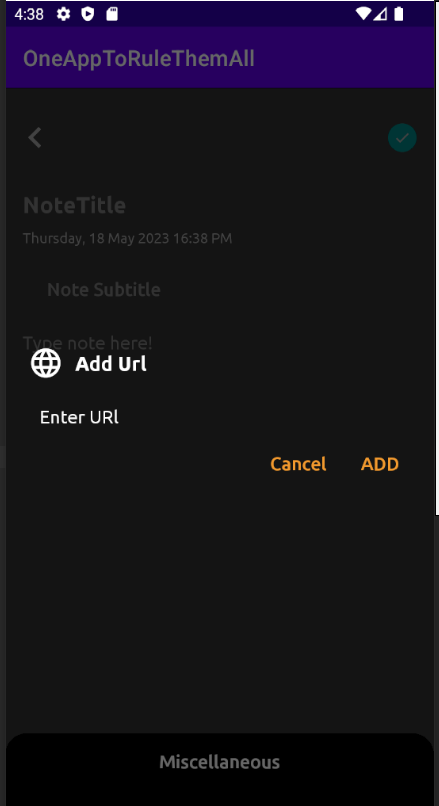 4:38
OneAppToRuleThemAll
NoteTitle
Thursday, 18 May 2023 16:38 PM
Note Subtitle
Type note here!
Add Url
Enter URl
Cancel ADD
Miscellaneous